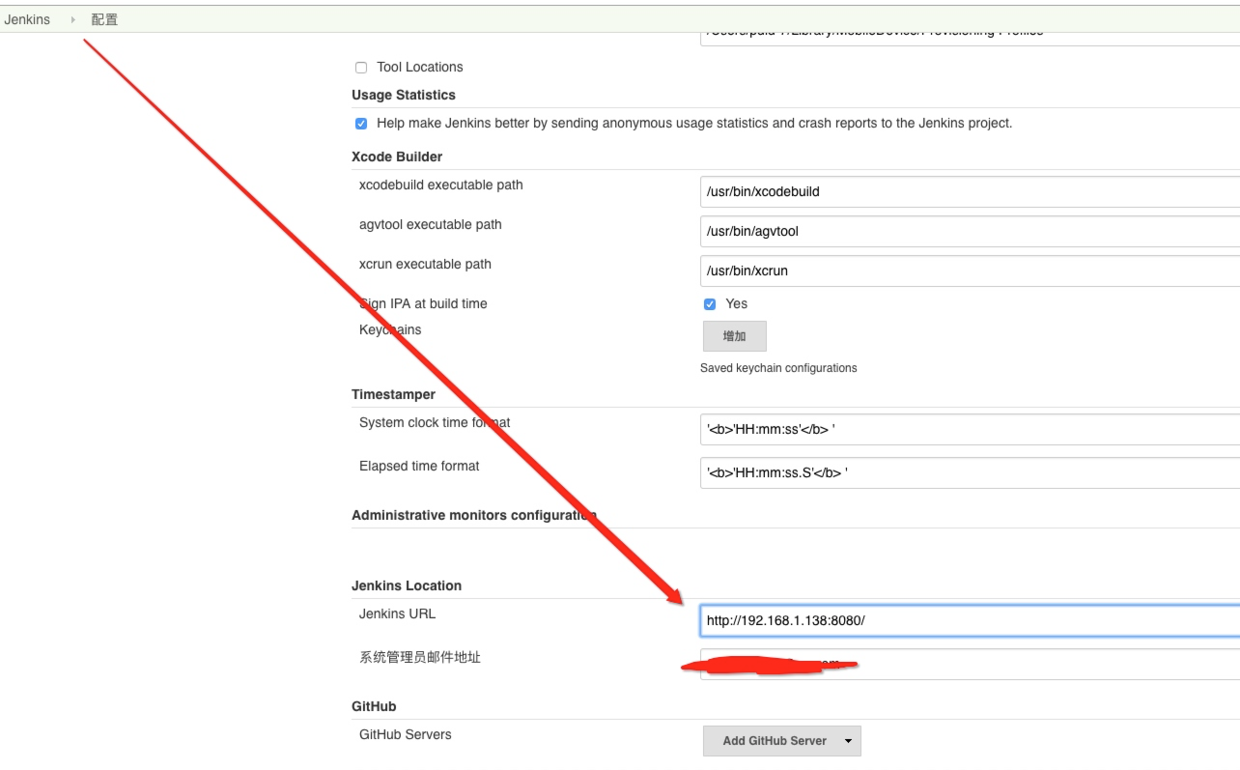 Jenkins 配置
Tool Locations
Usage Statistics
Help make Jenkins better by sending anonymous usage statistics and crash reports to the Jenkins project.
Xcode Builder
xcodebuild executable path /usr/bin/xcodebuild
agvtool executable path /usr/bin/agvtool
xcrun executable path /usr/bin/xcrun
Sign IPA at build time Yes
Keychains 增加
Saved keychain configurations
Timestamper
System clock time format '<b>'HH:mm:ss'</b> '
Elapsed time format '<b>'HH:mm:ss.S'</b> '
Administrative monitors configuration
Jenkins Location
Jenkins URL http://192.168.1.138:8080/
系统管理员邮件地址
GitHub
GitHub Servers Add GitHub Server